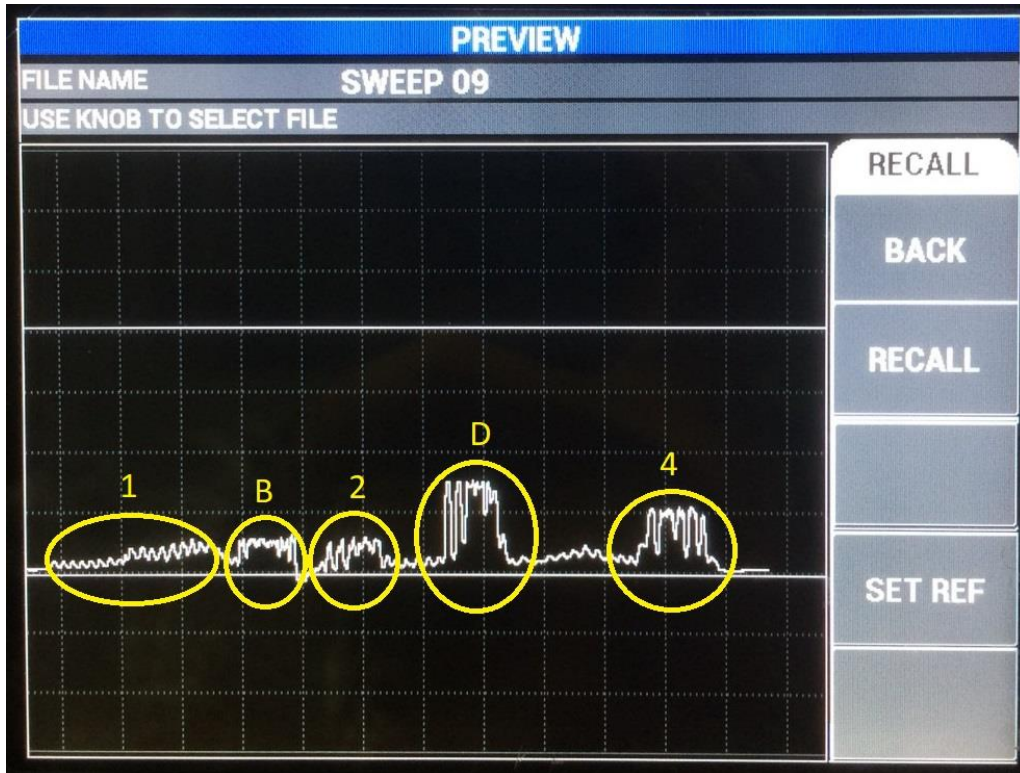 PREVIEW
FILE NAME SWEEP 09
USE KNOB TO SELECT FILE
RECALL
BACK
RECALL
SET REF
1
B
2
D
4